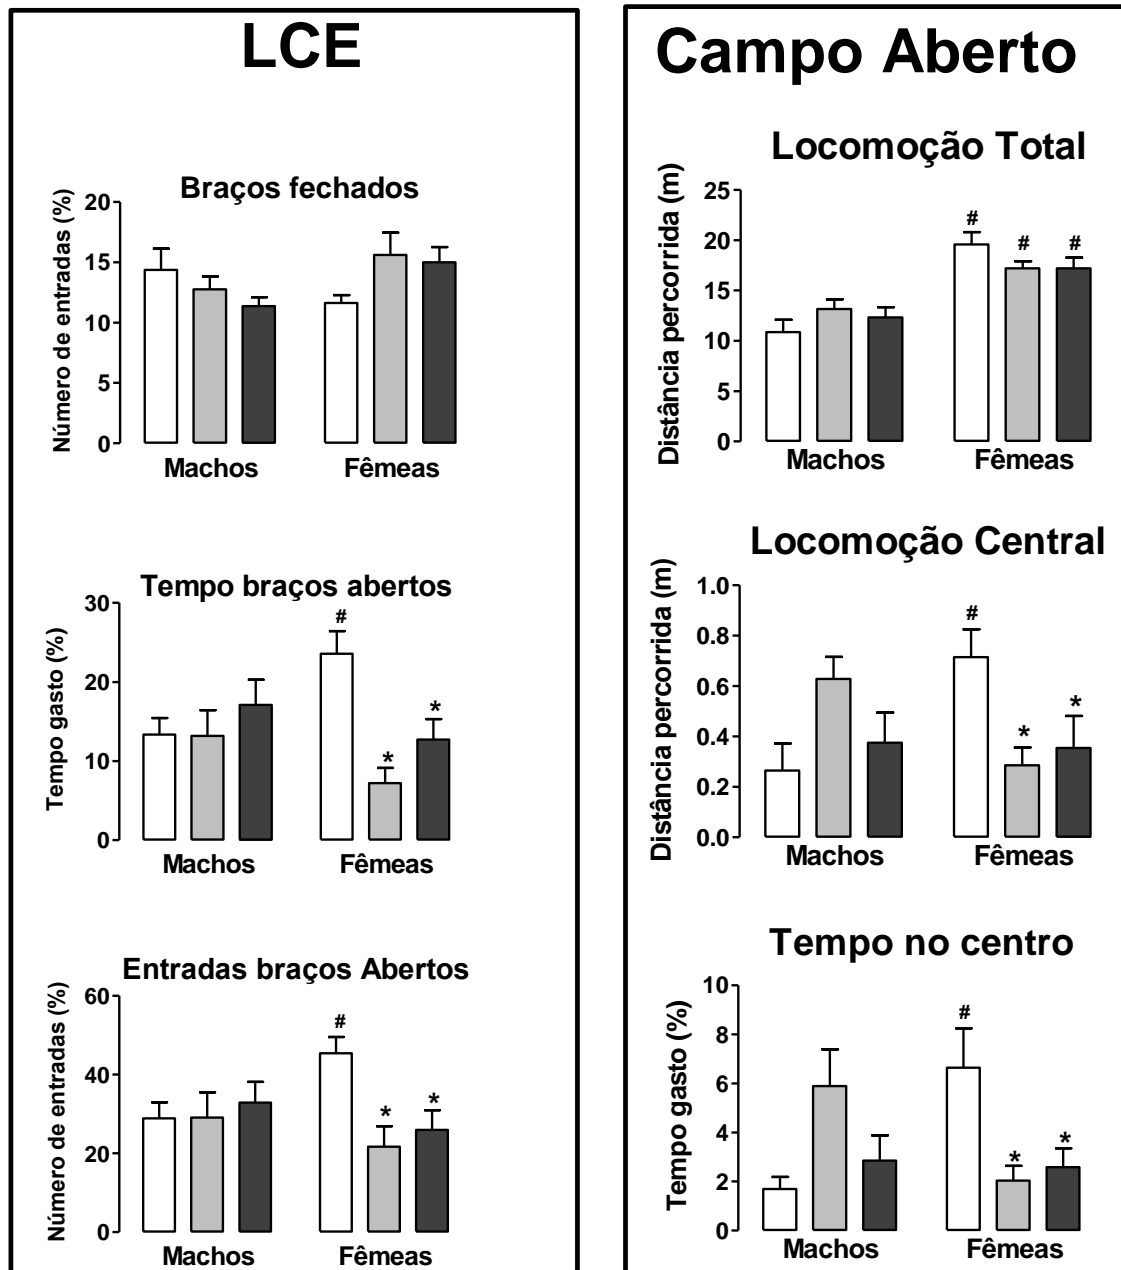 LCE
Braços fechados
Número de entradas (%)
20
15
10
5
0
Machos
Fêmeas
Tempo braços abertos
Tempo gasto (%)
30
20
10
0
#
*
*
Machos
Fêmeas
Entradas braços Abertos
Número de entradas (%)
60
40
20
0
#
*
*
Machos
Fêmeas
Campo Aberto
Locomoção Total
Distância percorrida (m)
25
20
15
10
5
0
#
#
#
Machos
Fêmeas
Locomoção Central
Distância percorrida (m)
1.0
0.8
0.6
0.4
0.2
0.0
#
*
*
Machos
Fêmeas
Tempo no centro
Tempo gasto (%)
10
8
6
4
2
0
#
*
*
Machos
Fêmeas